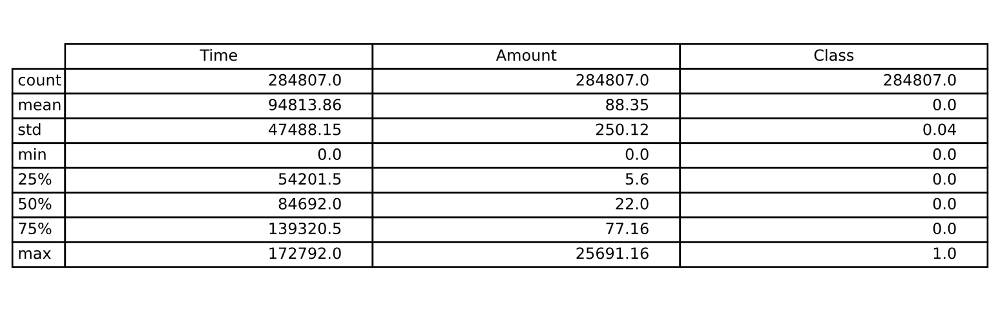 Time Amount Class
count 284807.0 284807.0 284807.0
mean 94813.86 88.35 0.0
std 47488.15 250.12 0.04
min 0.0 0.0 0.0
25% 54201.5 5.6 0.0
50% 84692.0 22.0 0.0
75% 139320.5 77.16 0.0
max 172792.0 25691.16 1.0